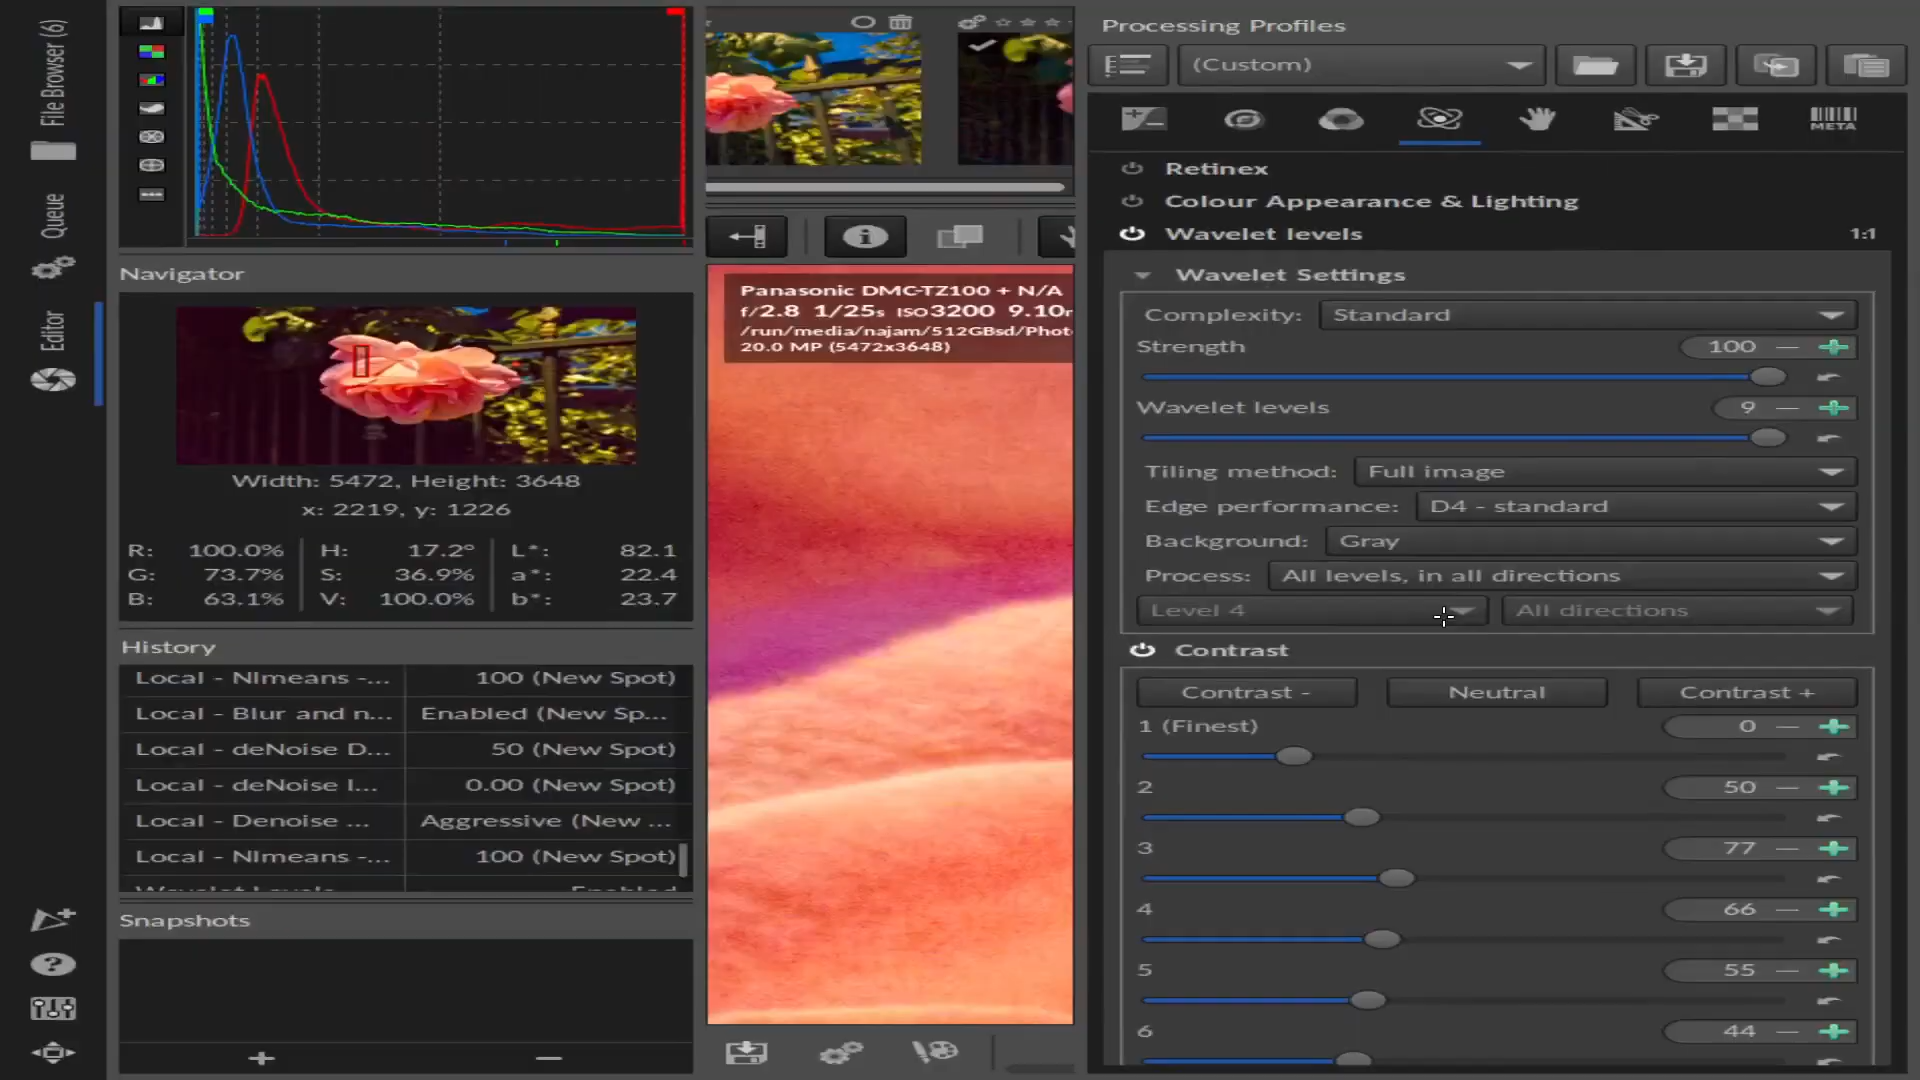 File Browser (6)
Queue
Editor
Navigator
Width: 5472, Height: 3648
x: 2219, y: 1226
R: 100.0% H: 17.2° L*: 82.1
G: 73.7% S: 36.9% a*: 22.4
B: 63.1% V: 100.0% b*: 23.7
History
Local - Nlmeans -... 100 (New Spot)
Local - Blur and n... Enabled (New Sp...
Local - deNoise D... 50 (New Spot)
Local - deNoise I... 0.00 (New Spot)
Local - Denoise ... Aggressive (New ...
Local - Nlmeans -... 100 (New Spot)
Wavelet Levels Enabled
Snapshots
Panasonic DMC-TZ100 + N/A
f/2.8 1/25s ISO3200 9.10
/run/media/najam/512GBsd/Phot
20.0 MP (5472x3648)
Processing Profiles
(Custom)
META
Retinex
Colour Appearance & Lighting
Wavelet levels 1:1
Wavelet Settings
Complexity: Standard
Strength 100
Wavelet levels 9
Tiling method: Full image
Edge performance: D4 - standard
Background: Gray
Process: All levels, in all directions
Level 4 All directions
Contrast
Contrast - Neutral Contrast +
1 (Finest) 0
2 50
3 77
4 66
5 55
6 44